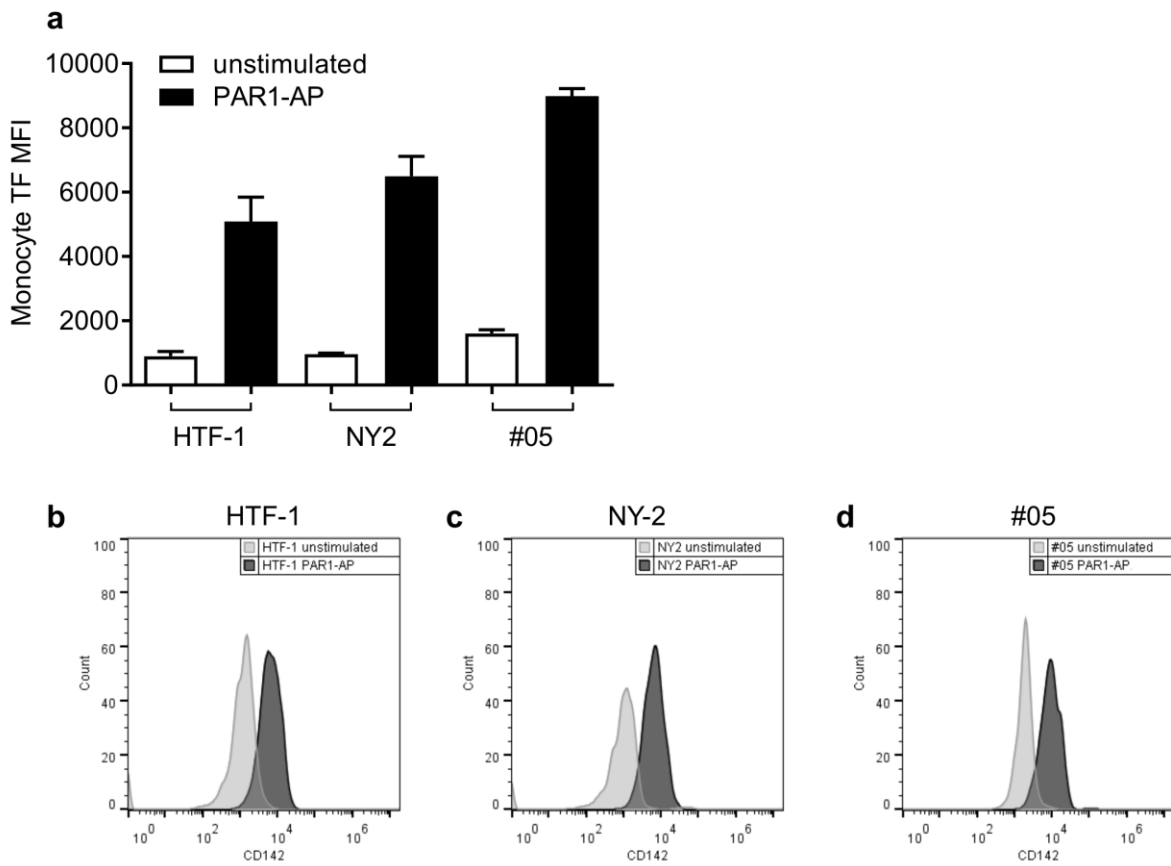 a
unstimulated
PAR1-AP
Monocyte TF MFI
10000
8000
6000
4000
2000
0
HTF-1 NY2 #05
b HTF-1
HTF-1 unstimulated
HTF-1 PAR1-AP
100
80
60
40
20
0
Count
10^0 10^2 10^4 10^6
CD142
c NY-2
NY2 unstimulated
NY2 PAR1-AP
100
80
60
40
20
0
Count
10^0 10^2 10^4 10^6
CD142
d #05
#05 unstimulated
#05 PAR1-AP
100
80
60
40
20
0
Count
10^0 10^2 10^4 10^6
CD142